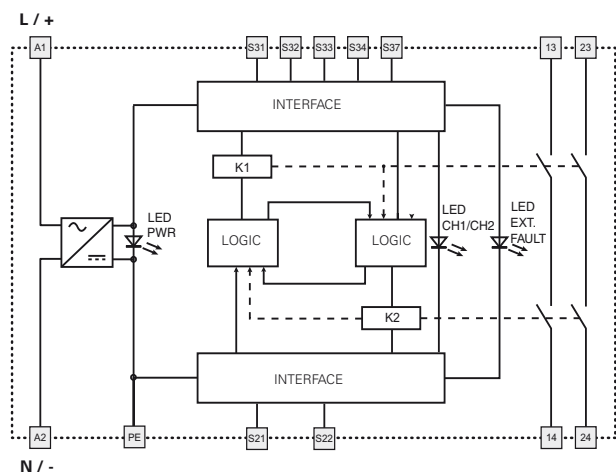 L / +
A1
S31
S32
S33
S34
S37
13
23
INTERFACE
K1
LED
PWR
LOGIC
LOGIC
LED
CH1/CH2
LED
EXT.
FAULT
K2
INTERFACE
A2
PE
S21
S22
14
24
N / -